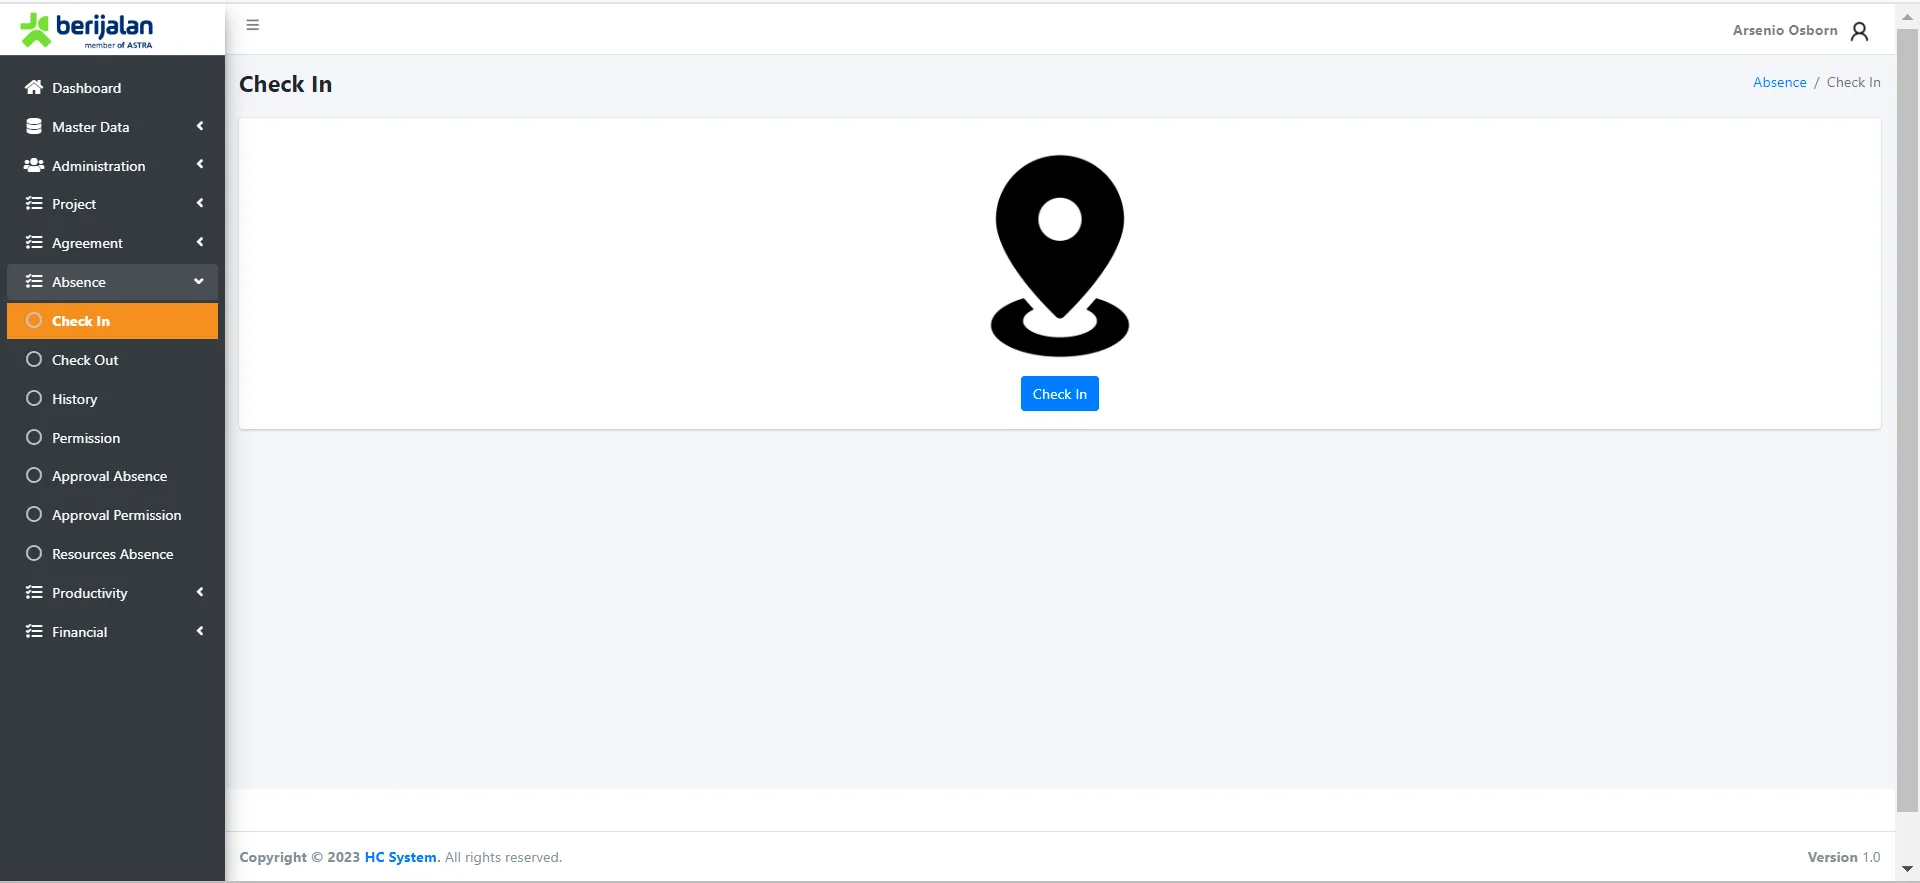 berijalan
member of ASTRA
Arsenio Osborn
Dashboard
Master Data
Administration
Project
Agreement
Absence
Check In
Check Out
History
Permission
Approval Absence
Approval Permission
Resources Absence
Productivity
Financial
Check In
Absence / Check In
Check In
Copyright © 2023 HC System. All rights reserved.
Version 1.0